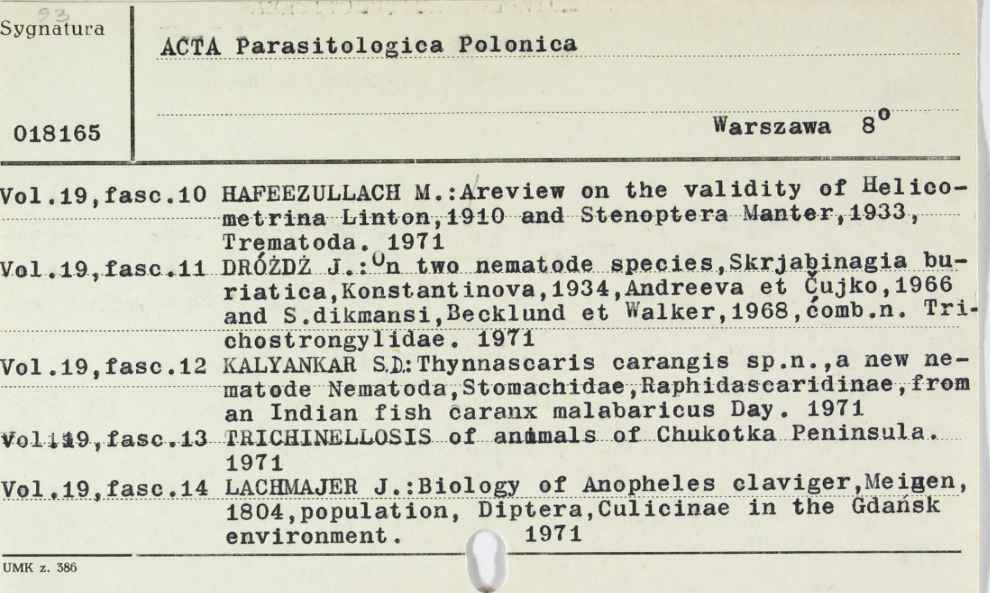 93
Sygnatura
ACTA Parasitologica Polonica
018165
Warszawa 8°
Vol.19,fasc.10 HAFEEZULLACH M.:A review on the validity of Helico-
metrina Linton,1910 and Stenoptera Manter,1933,
Trematoda. 1971
Vol.19,fasc.11 DRÓŻDŻ J.:On two nematode species,Skrjabinagia bu-
riatica,Konstantinova,1934,Andreeva et Čujko,1966
and S.dikmansi,Becklund et Walker,1968,comb.n. Tri-
chostrongylidae. 1971
Vol.19,fasc.12 KALYANKAR S.D.:Thynnascaris carangis sp.n.,a new ne-
matode Nematoda,Stomachidae,Raphidascaridinae,from
an Indian fish caranx malabaricus Day. 1971
Vol.19,fasc.13 TRICHINELLOSIS of animals of Chukotka Peninsula.
1971
Vol.19,fasc.14 LACHMAJER J.:Biology of Anopheles claviger,Meigen,
1804,population, Diptera,Culicinae in the Gdańsk
environment. 1971
UMK z. 386